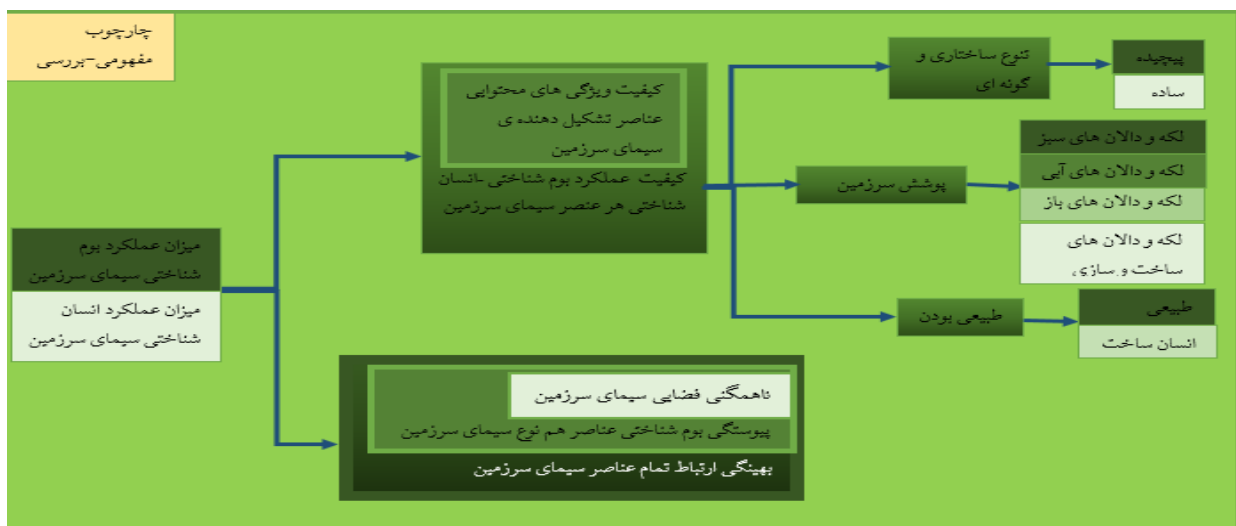 چارچوب
مفهومی-بررسی
میزان عملکرد بوم
شناختی سیمای سرزمین
میزان عملکرد انسان
شناختی سیمای سرزمین
کیفیت ویژگی های محتوایی
عناصر تشکیل دهنده ی
سیمای سرزمین
کیفیت عملکرد بوم شناختی -انسان
شناختی هر عنصر سیمای سرزمین
ناهمگنی فضایی سیمای سرزمین
پیوستگی بوم شناختی عناصر هم نوع سیمای سرزمین
بهینگی ارتباط تمام عناصر سیمای سرزمین
تنوع ساختاری و
گونه ای
پیچیده
ساده
پوشش سرزمین
لکه و دالان های سبز
لکه و دالان های آبی
لکه و دالان های باز
لکه و دالان های
ساخت و سازی
طبیعی بودن
طبیعی
انسان ساخت